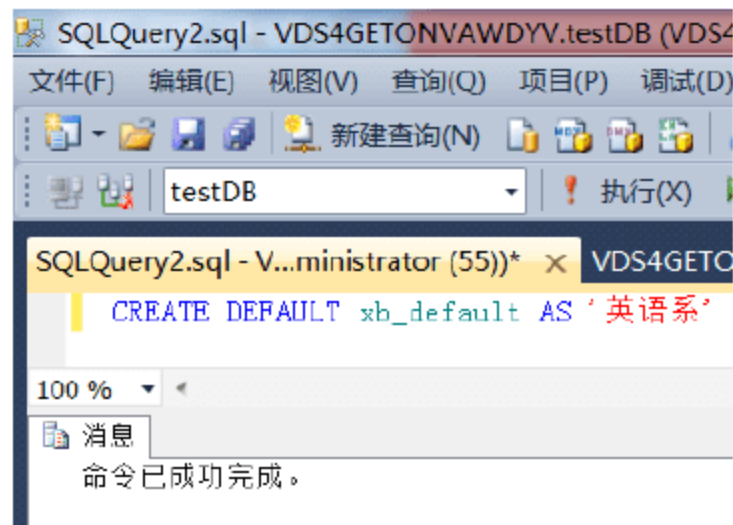 SQLQuery2.sql - VDS4GETONVAWDYV.testDB (VDS4
文件(F) 编辑(E) 视图(V) 查询(Q) 项目(P) 调试(D)
新建查询(N)
testDB 执行(X)
SQLQuery2.sql - V...ministrator (55))* VDS4GETO
CREATE DEFAULT xb_default AS '英语系'
100 %
消息
命令已成功完成。